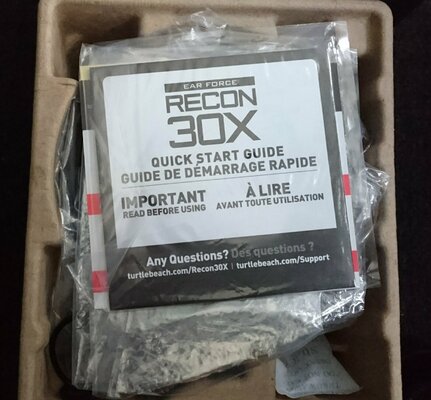 EAR FORCE
RECON
30X
QUICK START GUIDE
GUIDE DE DÉMARRAGE RAPIDE
IMPORTANT
READ BEFORE USING
À LIRE
AVANT TOUTE UTILISATION
Any Questions? Des questions ?
turtlebeach.com/Recon30X | turtlebeach.com/Support